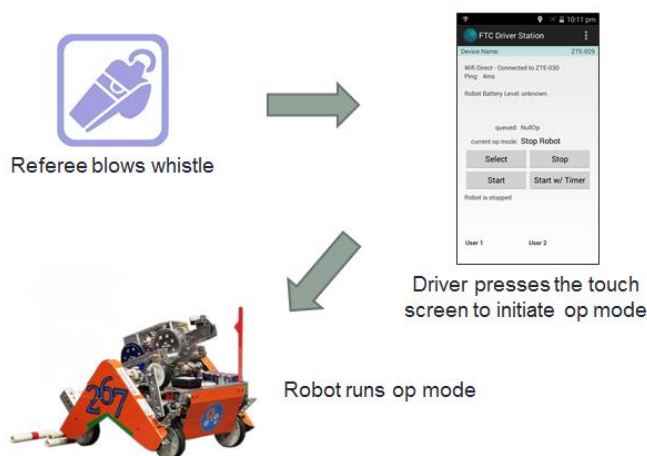 10:11 pm
FTC Driver Station
Device Name: ZTE-029
Wifi Direct - Connected to ZTE-030
Ping: 4ms
Robot Battery Level: unknown
queued: NullOp
current op mode: Stop Robot
Select Stop
Start Start w/ Timer
Robot is stopped
User 1 User 2
Referee blows whistle
Driver presses the touch
screen to initiate op mode
Robot runs op mode
267